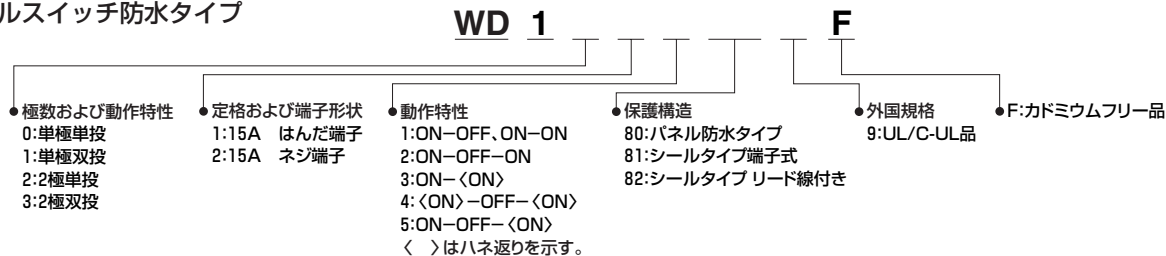 ルスイッチ防水タイプ
WD 1 _ _ _ _ _ F
●極数および動作特性
0:単極単投
1:単極双投
2:2極単投
3:2極双投
●定格および端子形状
1:15A はんだ端子
2:15A ネジ端子
●動作特性
1:ON−OFF、ON−ON
2:ON−OFF−ON
3:ON−〈ON〉
4:〈ON〉−OFF−〈ON〉
5:ON−OFF−〈ON〉
〈 〉はハネ返りを示す。
●保護構造
80:パネル防水タイプ
81:シールタイプ端子式
82:シールタイプ リード線付き
●外国規格
9:UL/C-UL品
●F:カドミウムフリー品